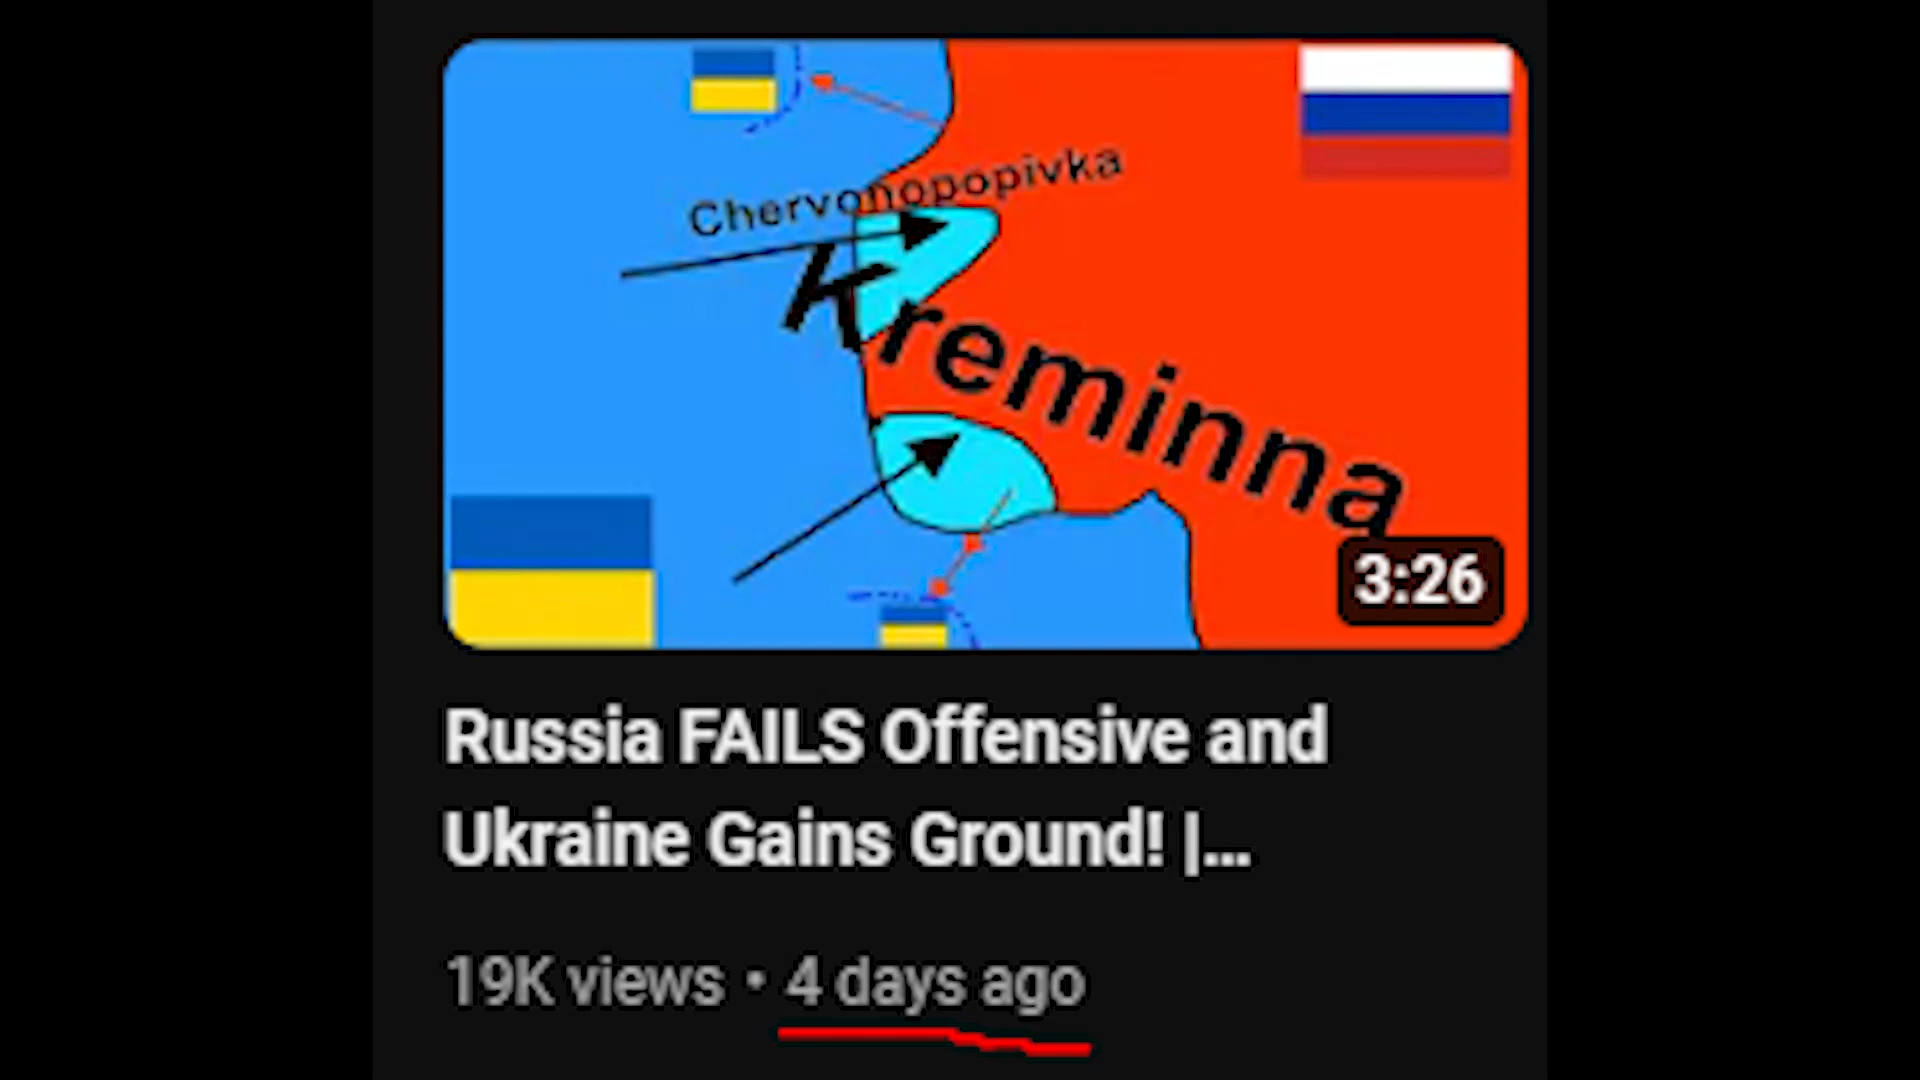 Chervonopopivka
Kreminna
3:26
Russia FAILS Offensive and
Ukraine Gains Ground! |...
19K views • 4 days ago